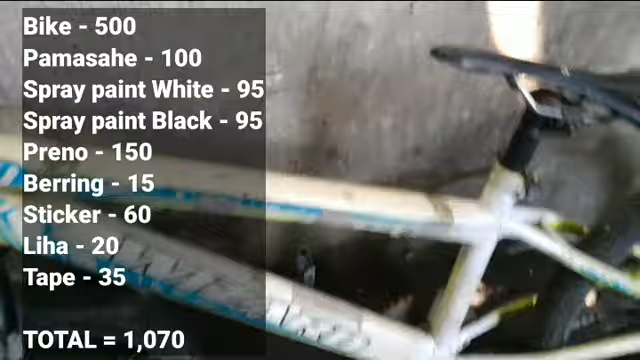 Bike - 500
Pamasahe - 100
Spray paint White - 95
Spray paint Black - 95
Preno - 150
Berring - 15
Sticker - 60
Liha - 20
Tape - 35
TOTAL = 1,070